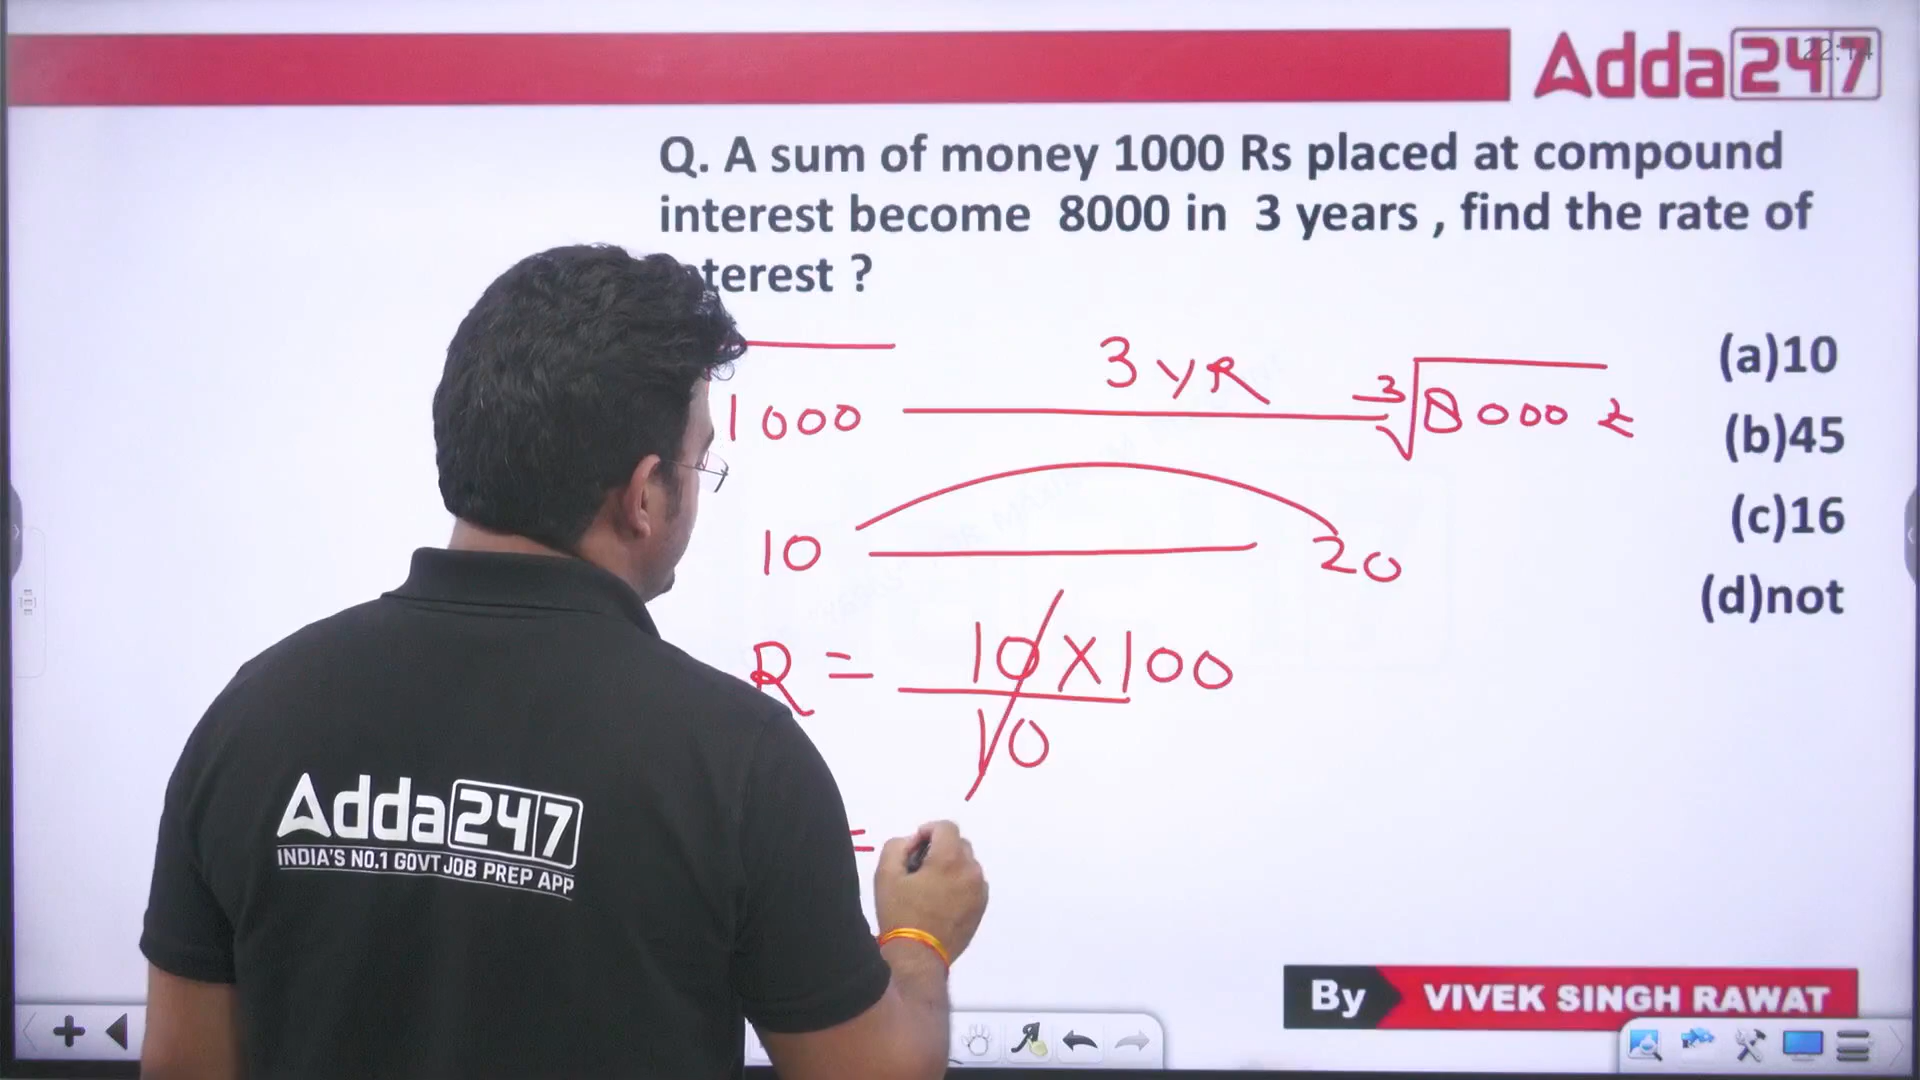 Adda247
22:14
Q. A sum of money 1000 Rs placed at compound
interest become 8000 in 3 years , find the rate of
terest ?
(a)10
(b)45
(c)16
(d)not
3 yR
1000 ∛8000 ₹
10 20
R = 10 X 100
10
=
Adda247
INDIA'S NO.1 GOVT JOB PREP APP
By VIVEK SINGH RAWAT